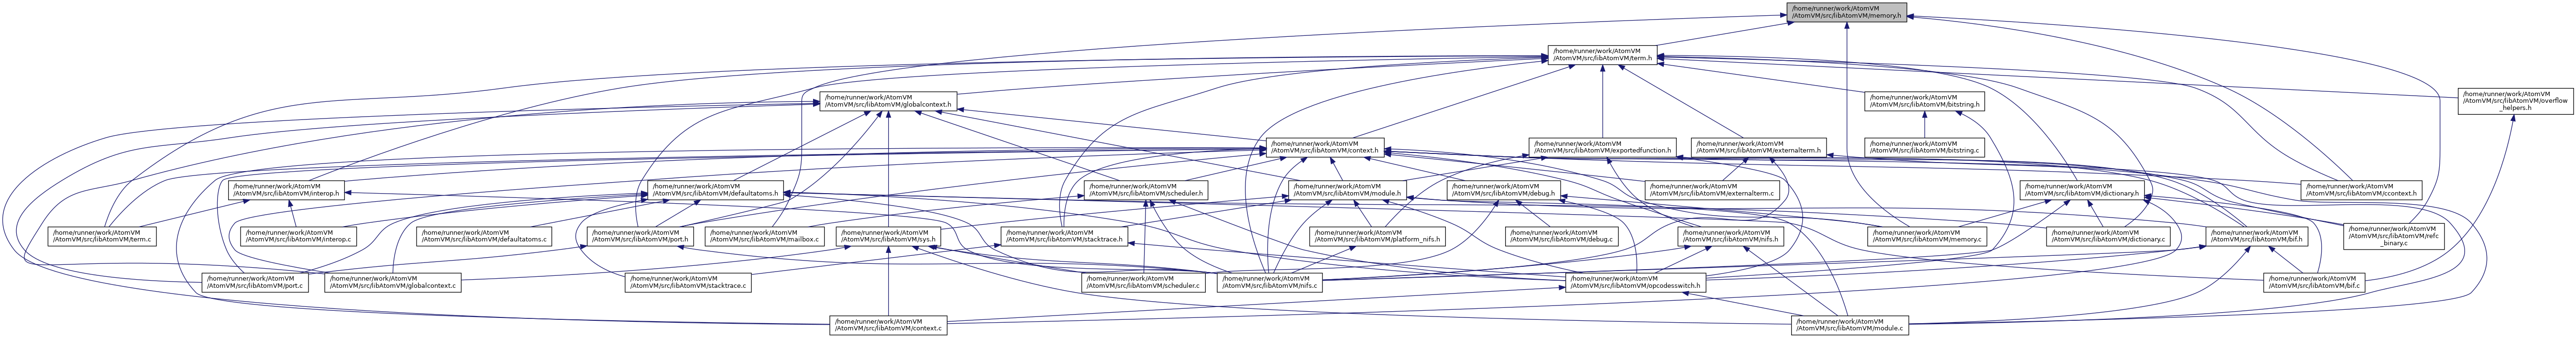 /home/runner/work/AtomVM
/AtomVM/src/libAtomVM/memory.h
/home/runner/work/AtomVM
/AtomVM/src/libAtomVM/term.h
/home/runner/work/AtomVM
/AtomVM/src/libAtomVM/globalcontext.h
/home/runner/work/AtomVM
/AtomVM/src/libAtomVM/bitstring.h
/home/runner/work/AtomVM
/AtomVM/src/libAtomVM/overflow
_helpers.h
/home/runner/work/AtomVM
/AtomVM/src/libAtomVM/context.h
/home/runner/work/AtomVM
/AtomVM/src/libAtomVM/exportedfunction.h
/home/runner/work/AtomVM
/AtomVM/src/libAtomVM/externalterm.h
/home/runner/work/AtomVM
/AtomVM/src/libAtomVM/bitstring.c
/home/runner/work/AtomVM
/AtomVM/src/libAtomVM/interop.h
/home/runner/work/AtomVM
/AtomVM/src/libAtomVM/defaultatoms.h
/home/runner/work/AtomVM
/AtomVM/src/libAtomVM/scheduler.h
/home/runner/work/AtomVM
/AtomVM/src/libAtomVM/module.h
/home/runner/work/AtomVM
/AtomVM/src/libAtomVM/debug.h
/home/runner/work/AtomVM
/AtomVM/src/libAtomVM/externalterm.c
/home/runner/work/AtomVM
/AtomVM/src/libAtomVM/dictionary.h
/home/runner/work/AtomVM
/AtomVM/src/libAtomVM/ccontext.h
/home/runner/work/AtomVM
/AtomVM/src/libAtomVM/term.c
/home/runner/work/AtomVM
/AtomVM/src/libAtomVM/interop.c
/home/runner/work/AtomVM
/AtomVM/src/libAtomVM/defaultatoms.c
/home/runner/work/AtomVM
/AtomVM/src/libAtomVM/port.h
/home/runner/work/AtomVM
/AtomVM/src/libAtomVM/mailbox.c
/home/runner/work/AtomVM
/AtomVM/src/libAtomVM/sys.h
/home/runner/work/AtomVM
/AtomVM/src/libAtomVM/stacktrace.h
/home/runner/work/AtomVM
/AtomVM/src/libAtomVM/platform_nifs.h
/home/runner/work/AtomVM
/AtomVM/src/libAtomVM/debug.c
/home/runner/work/AtomVM
/AtomVM/src/libAtomVM/nifs.h
/home/runner/work/AtomVM
/AtomVM/src/libAtomVM/memory.c
/home/runner/work/AtomVM
/AtomVM/src/libAtomVM/dictionary.c
/home/runner/work/AtomVM
/AtomVM/src/libAtomVM/bif.h
/home/runner/work/AtomVM
/AtomVM/src/libAtomVM/refc
_binary.c
/home/runner/work/AtomVM
/AtomVM/src/libAtomVM/port.c
/home/runner/work/AtomVM
/AtomVM/src/libAtomVM/globalcontext.c
/home/runner/work/AtomVM
/AtomVM/src/libAtomVM/stacktrace.c
/home/runner/work/AtomVM
/AtomVM/src/libAtomVM/scheduler.c
/home/runner/work/AtomVM
/AtomVM/src/libAtomVM/nifs.c
/home/runner/work/AtomVM
/AtomVM/src/libAtomVM/opcodesswitch.h
/home/runner/work/AtomVM
/AtomVM/src/libAtomVM/bif.c
/home/runner/work/AtomVM
/AtomVM/src/libAtomVM/context.c
/home/runner/work/AtomVM
/AtomVM/src/libAtomVM/module.c